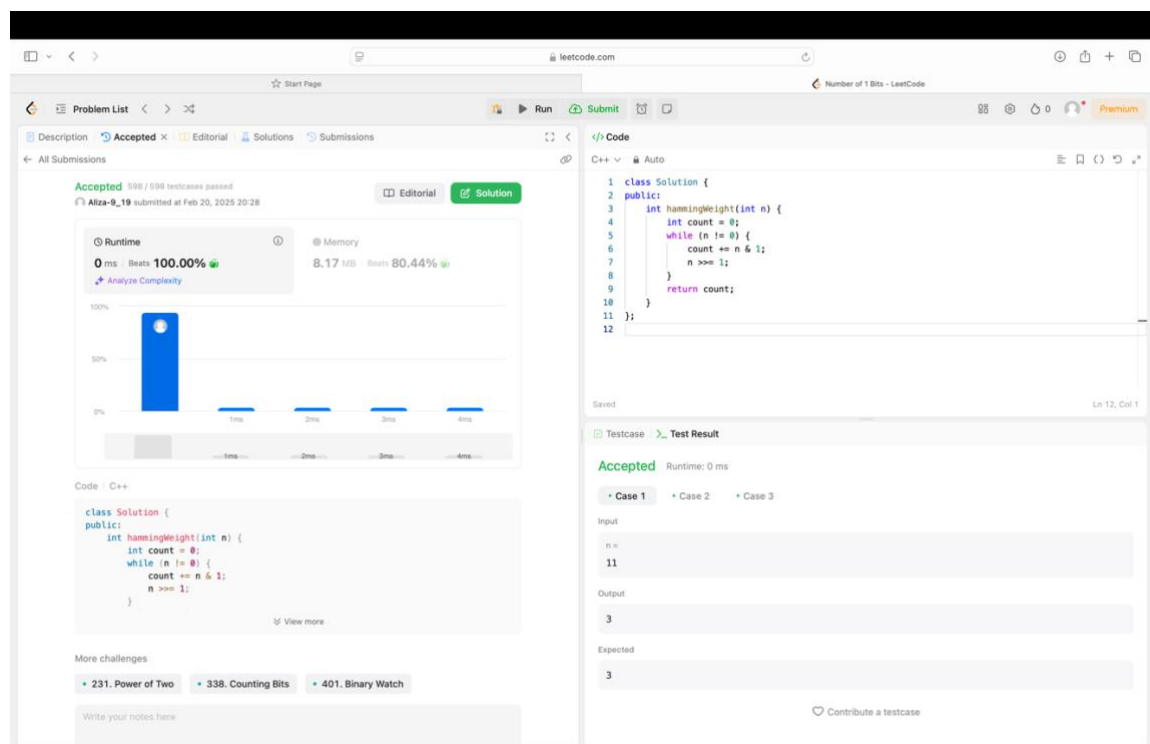 leetcode.com
Start Page
Number of 1 Bits - LeetCode
Problem List
Run
Submit
0
Premium
Description
Accepted
Editorial
Solutions
Submissions
All Submissions
Accepted 598 / 598 testcases passed
Aliza-9_19 submitted at Feb 20, 2025 20:28
Editorial
Solution
Runtime
0 ms Beats 100.00%
Analyze Complexity
Memory
8.17 MB Beats 80.44%
100%
50%
0%
1ms 2ms 3ms 4ms
1ms 2ms 3ms 4ms
Code C++
class Solution {
public:
int hammingWeight(int n) {
int count = 0;
while (n != 0) {
count += n & 1;
n >>= 1;
}
View more
More challenges
231. Power of Two
338. Counting Bits
401. Binary Watch
Write your notes here
</> Code
C++ Auto
1 class Solution {
2 public:
3 int hammingWeight(int n) {
4 int count = 0;
5 while (n != 0) {
6 count += n & 1;
7 n >>= 1;
8 }
9 return count;
10 }
11 };
12
Saved
Ln 12, Col 1
Testcase
>_ Test Result
Accepted Runtime: 0 ms
Case 1
Case 2
Case 3
Input
n =
11
Output
3
Expected
3
Contribute a testcase